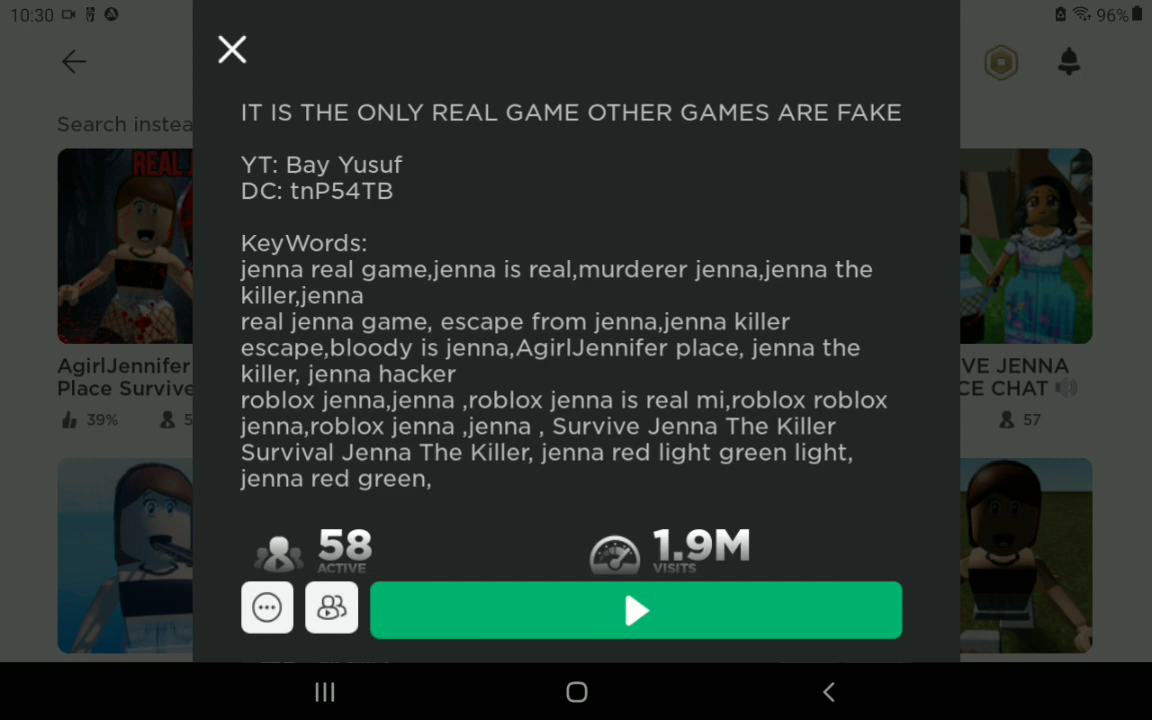 10:30
96%
Search instea
IT IS THE ONLY REAL GAME OTHER GAMES ARE FAKE
YT: Bay Yusuf
DC: tnP54TB
KeyWords:
jenna real game,jenna is real,murderer jenna,jenna the
killer,jenna
real jenna game, escape from jenna,jenna killer
escape,bloody is jenna,AgirlJennifer place, jenna the
killer, jenna hacker
roblox jenna,jenna ,roblox jenna is real mi,roblox roblox
jenna,roblox jenna ,jenna , Survive Jenna The Killer
Survival Jenna The Killer, jenna red light green light,
jenna red green,
REAL J
AgirlJennifer
Place Survive
39%
5
VE JENNA
CE CHAT
57
58
ACTIVE
1.9M
VISITS